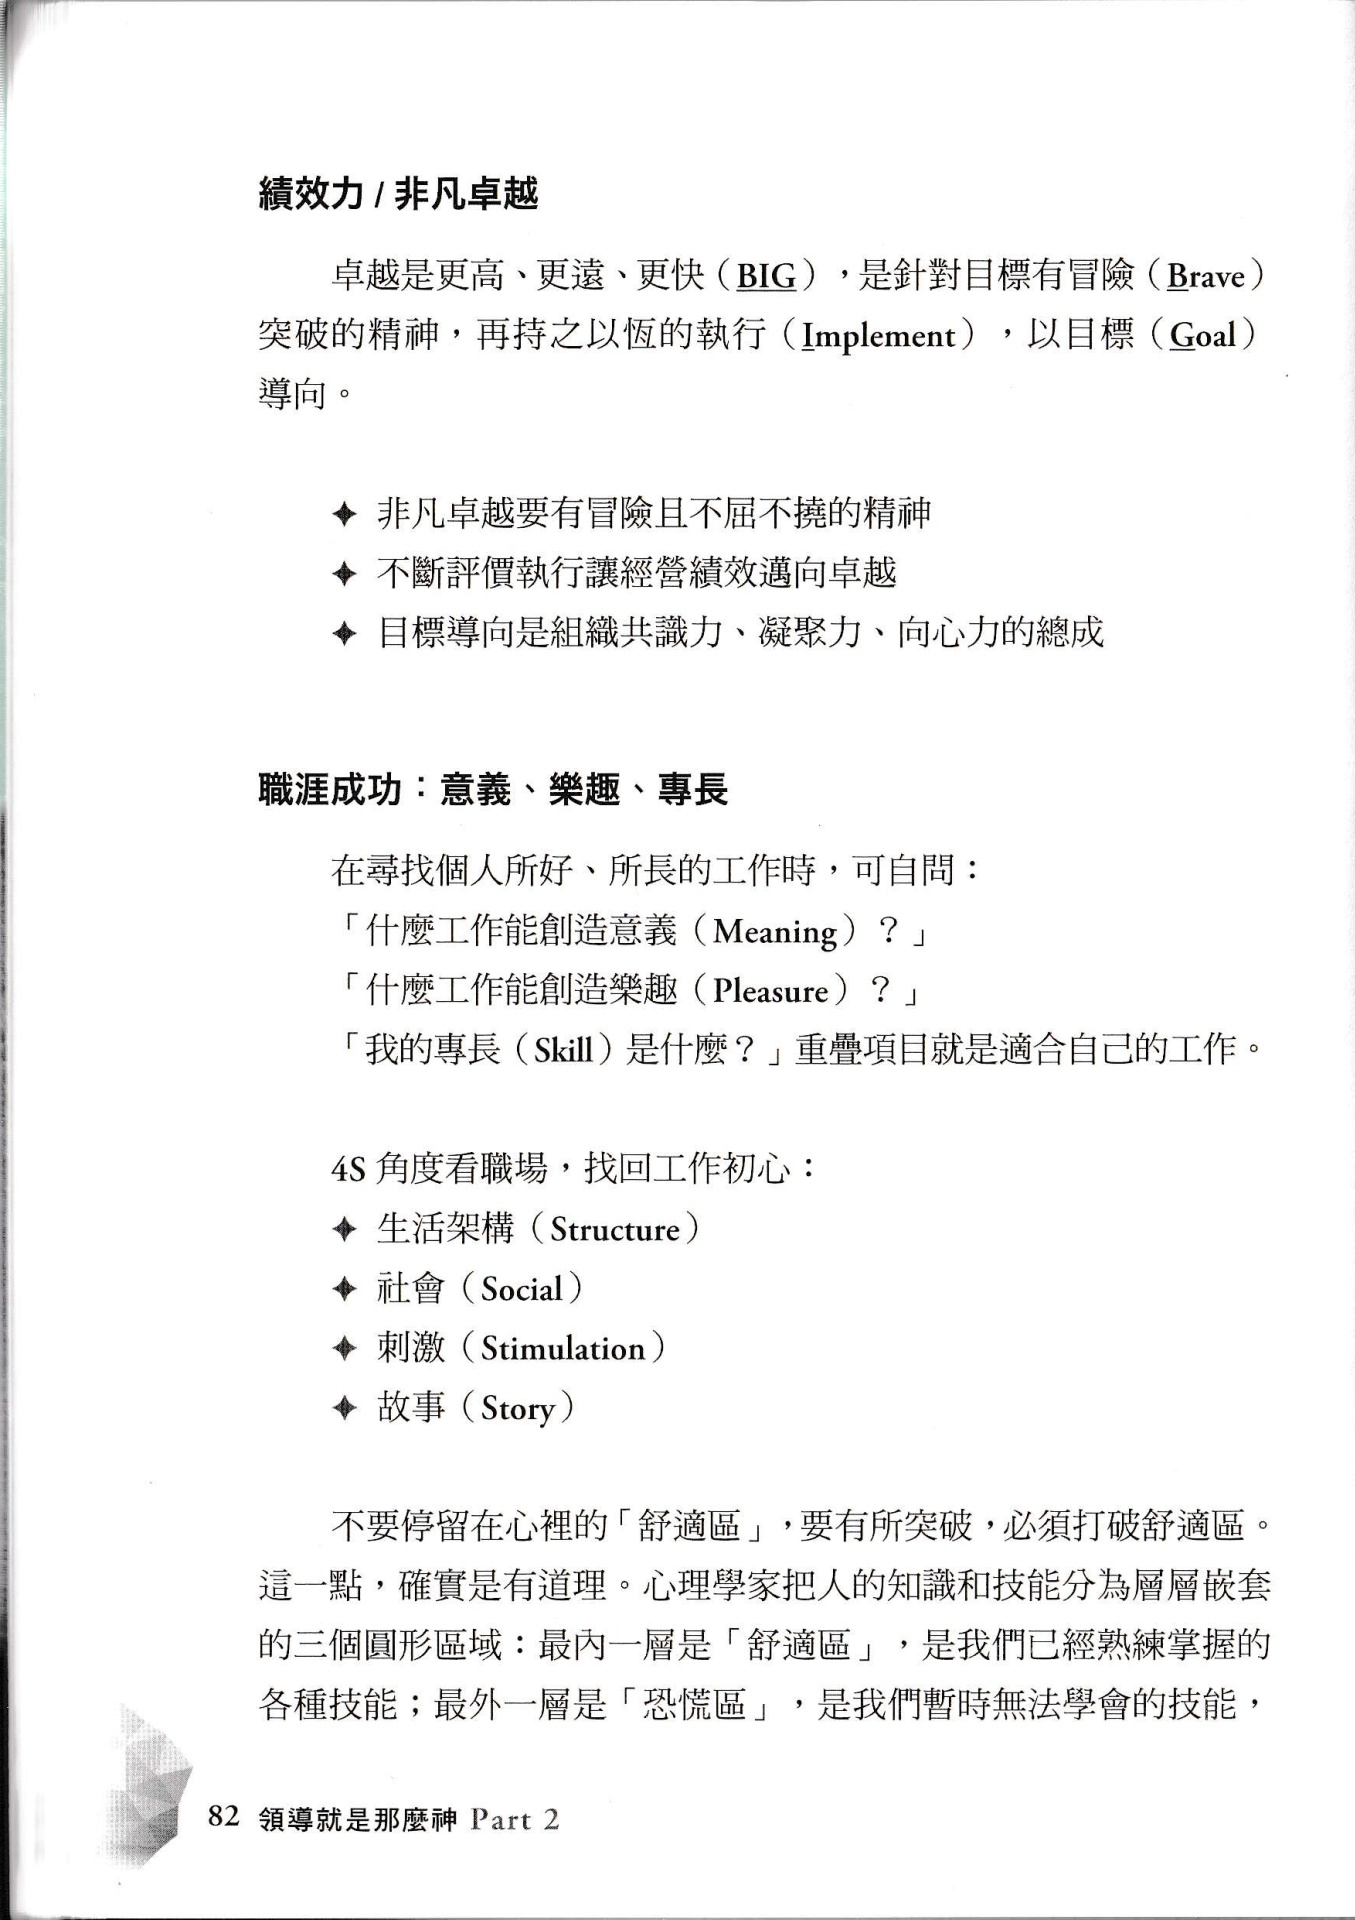 績效力 / 非凡卓越
卓越是更高、更遠、更快（BIG），是針對目標有冒險（Brave）
突破的精神，再持之以恆的執行（Implement），以目標（Goal）
導向。
✦ 非凡卓越要有冒險且不屈不撓的精神
✦ 不斷評價執行讓經營績效邁向卓越
✦ 目標導向是組織共識力、凝聚力、向心力的總成
職涯成功：意義、樂趣、專長
在尋找個人所好、所長的工作時，可自問：
「什麼工作能創造意義（Meaning）？」
「什麼工作能創造樂趣（Pleasure）？」
「我的專長（Skill）是什麼？」重疊項目就是適合自己的工作。
4S 角度看職場，找回工作初心：
✦ 生活架構（Structure）
✦ 社會（Social）
✦ 刺激（Stimulation）
✦ 故事（Story）
不要停留在心裡的「舒適區」，要有所突破，必須打破舒適區。
這一點，確實是有道理。心理學家把人的知識和技能分為層層嵌套
的三個圓形區域：最內一層是「舒適區」，是我們已經熟練掌握的
各種技能；最外一層是「恐慌區」，是我們暫時無法學會的技能，
82 領導就是那麼神 Part 2